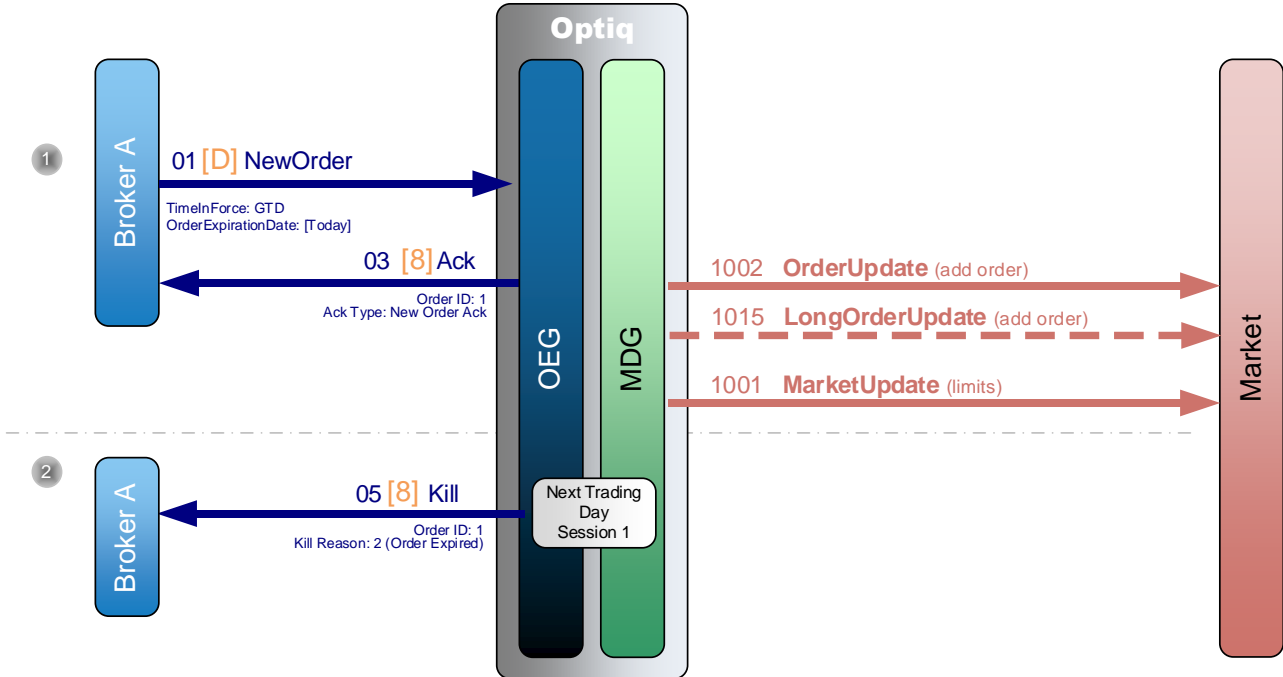 Optiq
1
Broker A
01 [D] NewOrder
TimeInForce: GTD
OrderExpirationDate: [Today]
03 [8] Ack
Order ID: 1
Ack Type: New Order Ack
OEG
MDG
1002 OrderUpdate (add order)
1015 LongOrderUpdate (add order)
1001 MarketUpdate (limits)
Market
2
Broker A
05 [8] Kill
Order ID: 1
Kill Reason: 2 (Order Expired)
Next Trading
Day
Session 1